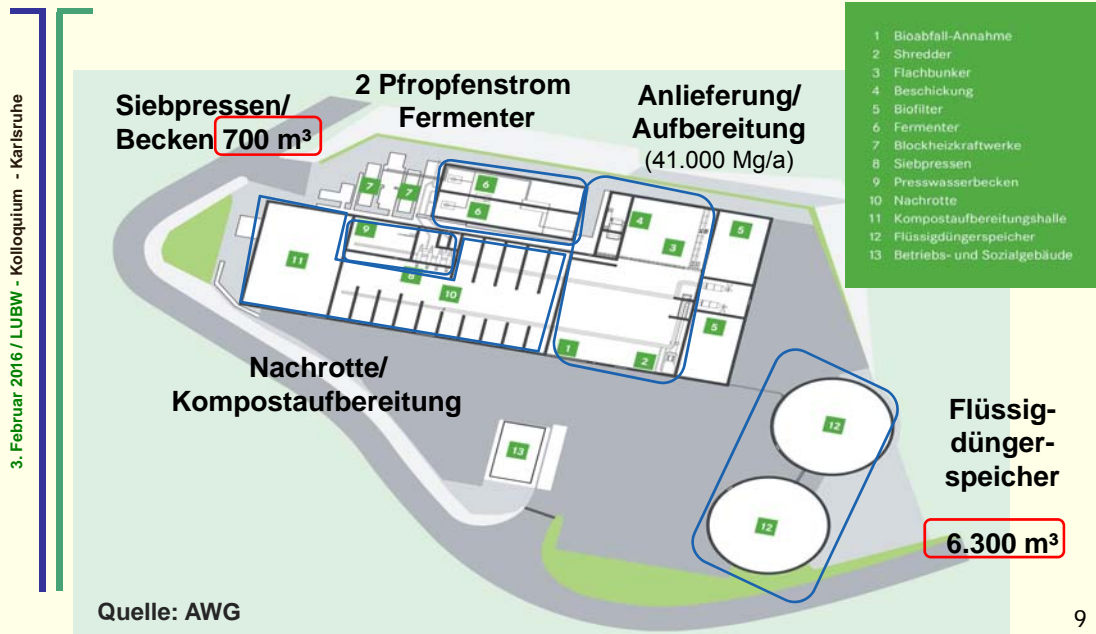 3. Februar 2016 / LUBW - Kolloquium - Karlsruhe
Siebpressen/
Becken 700 m³
2 Pfropfenstrom
Fermenter
Anlieferung/
Aufbereitung
(41.000 Mg/a)
1 Bioabfall-Annahme
2 Shredder
3 Flachbunker
4 Beschickung
5 Biofilter
6 Fermenter
7 Blockheizkraftwerke
8 Siebpressen
9 Presswasserbecken
10 Nachrotte
11 Kompostaufbereitungshalle
12 Flüssigdüngerspeicher
13 Betriebs- und Sozialgebäude
7
7
6
6
4
3
5
9
11
8
10
5
1
2
Nachrotte/
Kompostaufbereitung
13
12
12
Flüssig-
dünger-
speicher
6.300 m³
Quelle: AWG
9